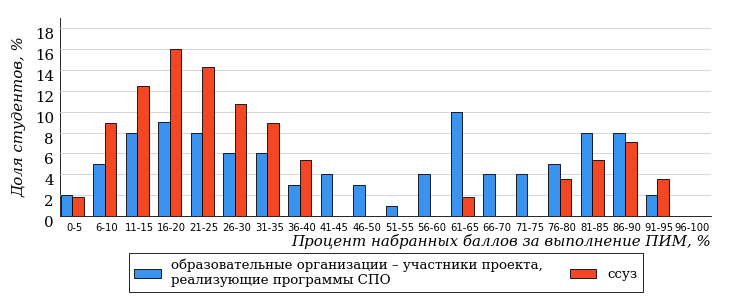 Доля студентов, %
18
16
14
12
10
8
6
4
2
0
0-5 6-10 11-15 16-20 21-25 26-30 31-35 36-40 41-45 46-50 51-55 56-60 61-65 66-70 71-75 76-80 81-85 86-90 91-95 96-100
Процент набранных баллов за выполнение ПИМ, %
образовательные организации – участники проекта,
реализующие программы СПО
ссуз